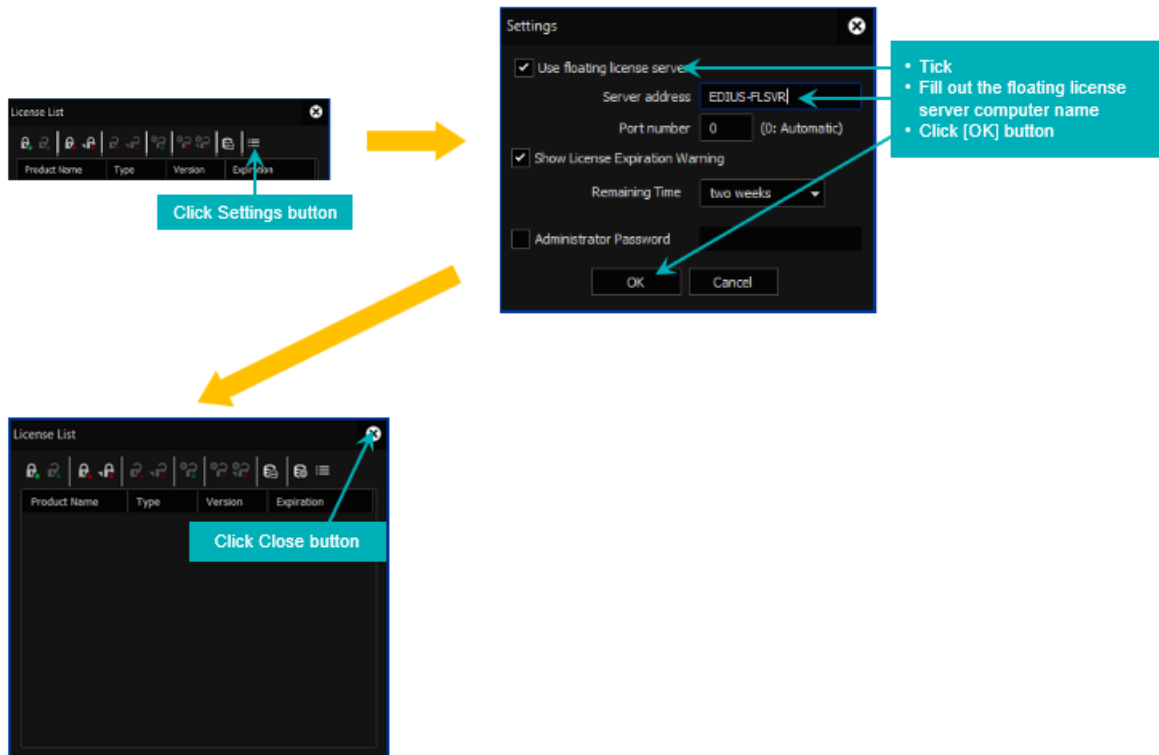 License List
Product Name Type Version Expiration
Click Settings button
Settings
Use floating license server
Server address EDIUS-FLSVR
Port number 0 (0: Automatic)
Show License Expiration Warning
Remaining Time two weeks
Administrator Password
OK Cancel
• Tick
• Fill out the floating license
server computer name
• Click [OK] button
License List
Product Name Type Version Expiration
Click Close button